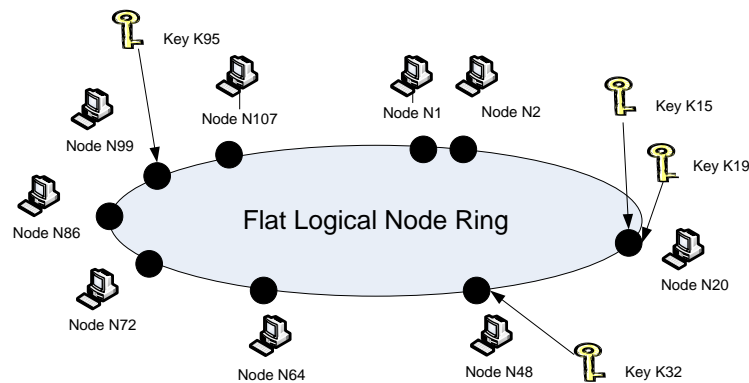 Key K95
Node N1
Node N2
Node N107
Key K15
Node N99
Key K19
Flat Logical Node Ring
Node N86
Node N20
Node N72
Node N64
Node N48
Key K32